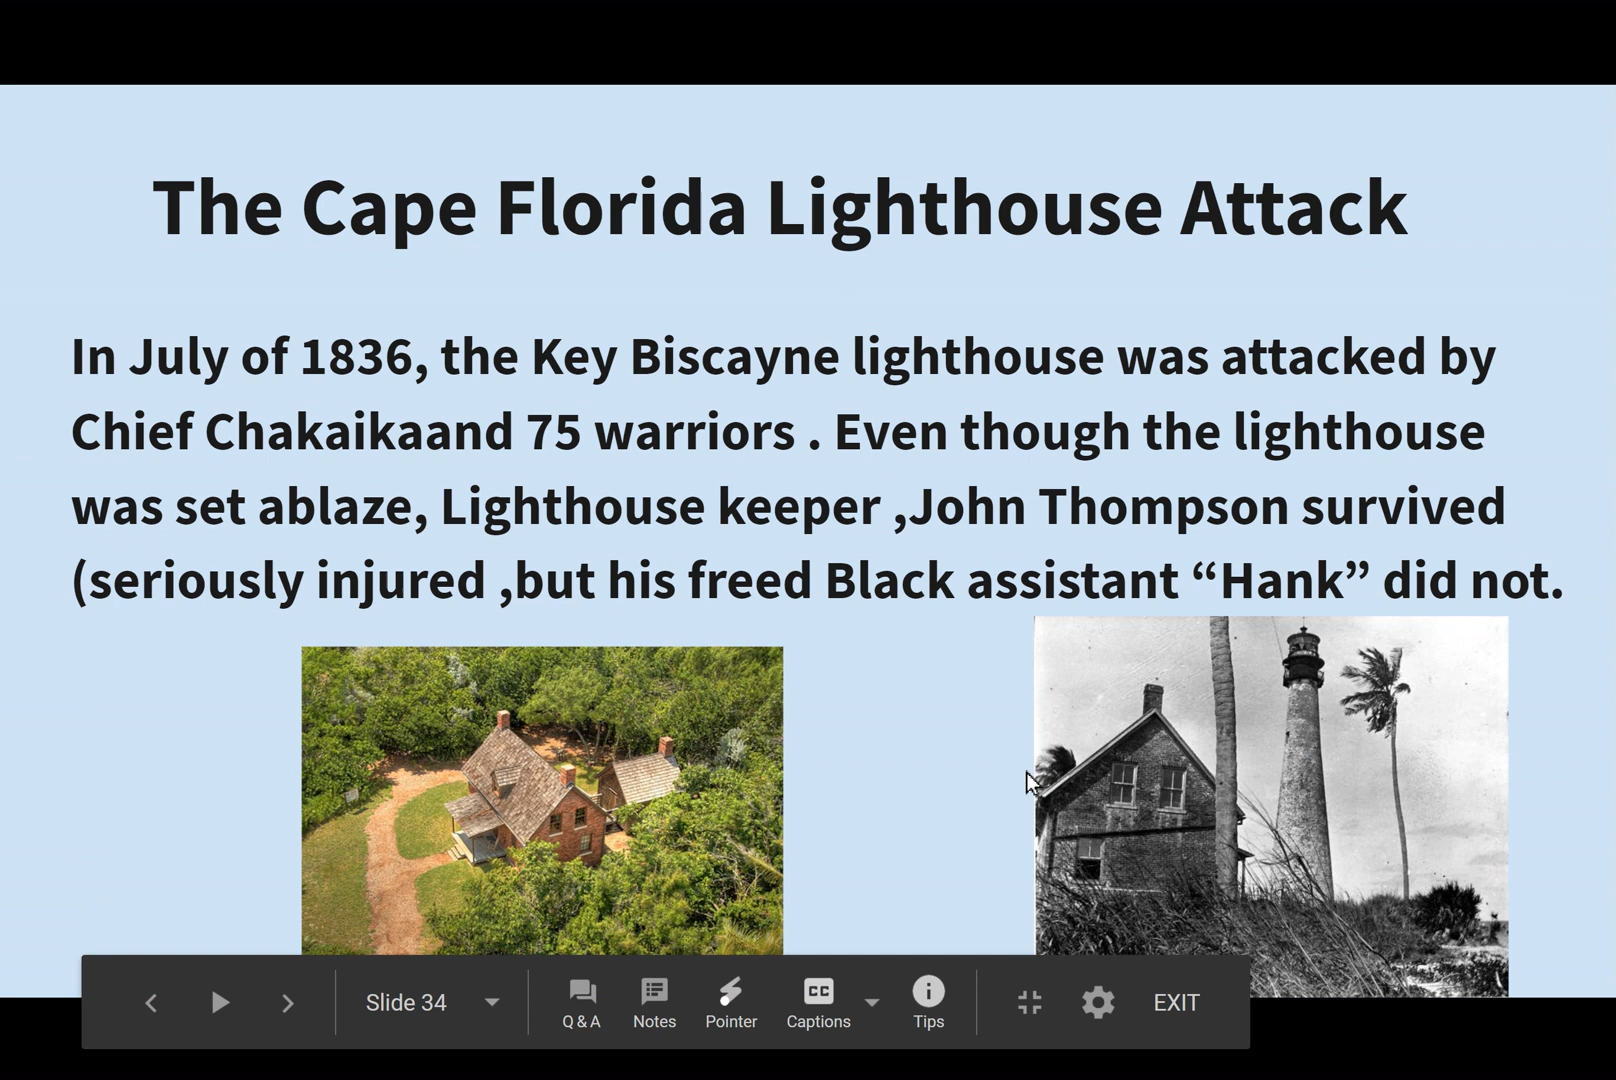 The Cape Florida Lighthouse Attack
In July of 1836, the Key Biscayne lighthouse was attacked by
Chief Chakaikaand 75 warriors . Even though the lighthouse
was set ablaze, Lighthouse keeper ,John Thompson survived
(seriously injured ,but his freed Black assistant “Hank” did not.
Slide 34
Q & A
Notes
Pointer
CC
Captions
Tips
EXIT